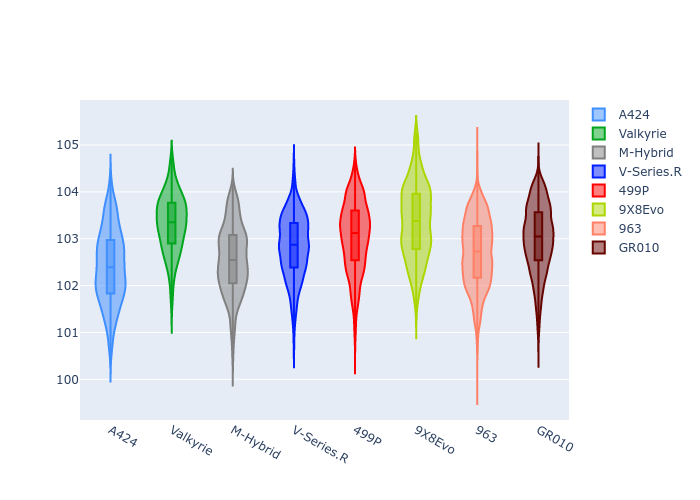 105
104
103
102
101
100
A424
Valkyrie
M-Hybrid
V-Series.R
499P
9X8Evo
963
GR010
A424
Valkyrie
M-Hybrid
V-Series.R
499P
9X8Evo
963
GR010